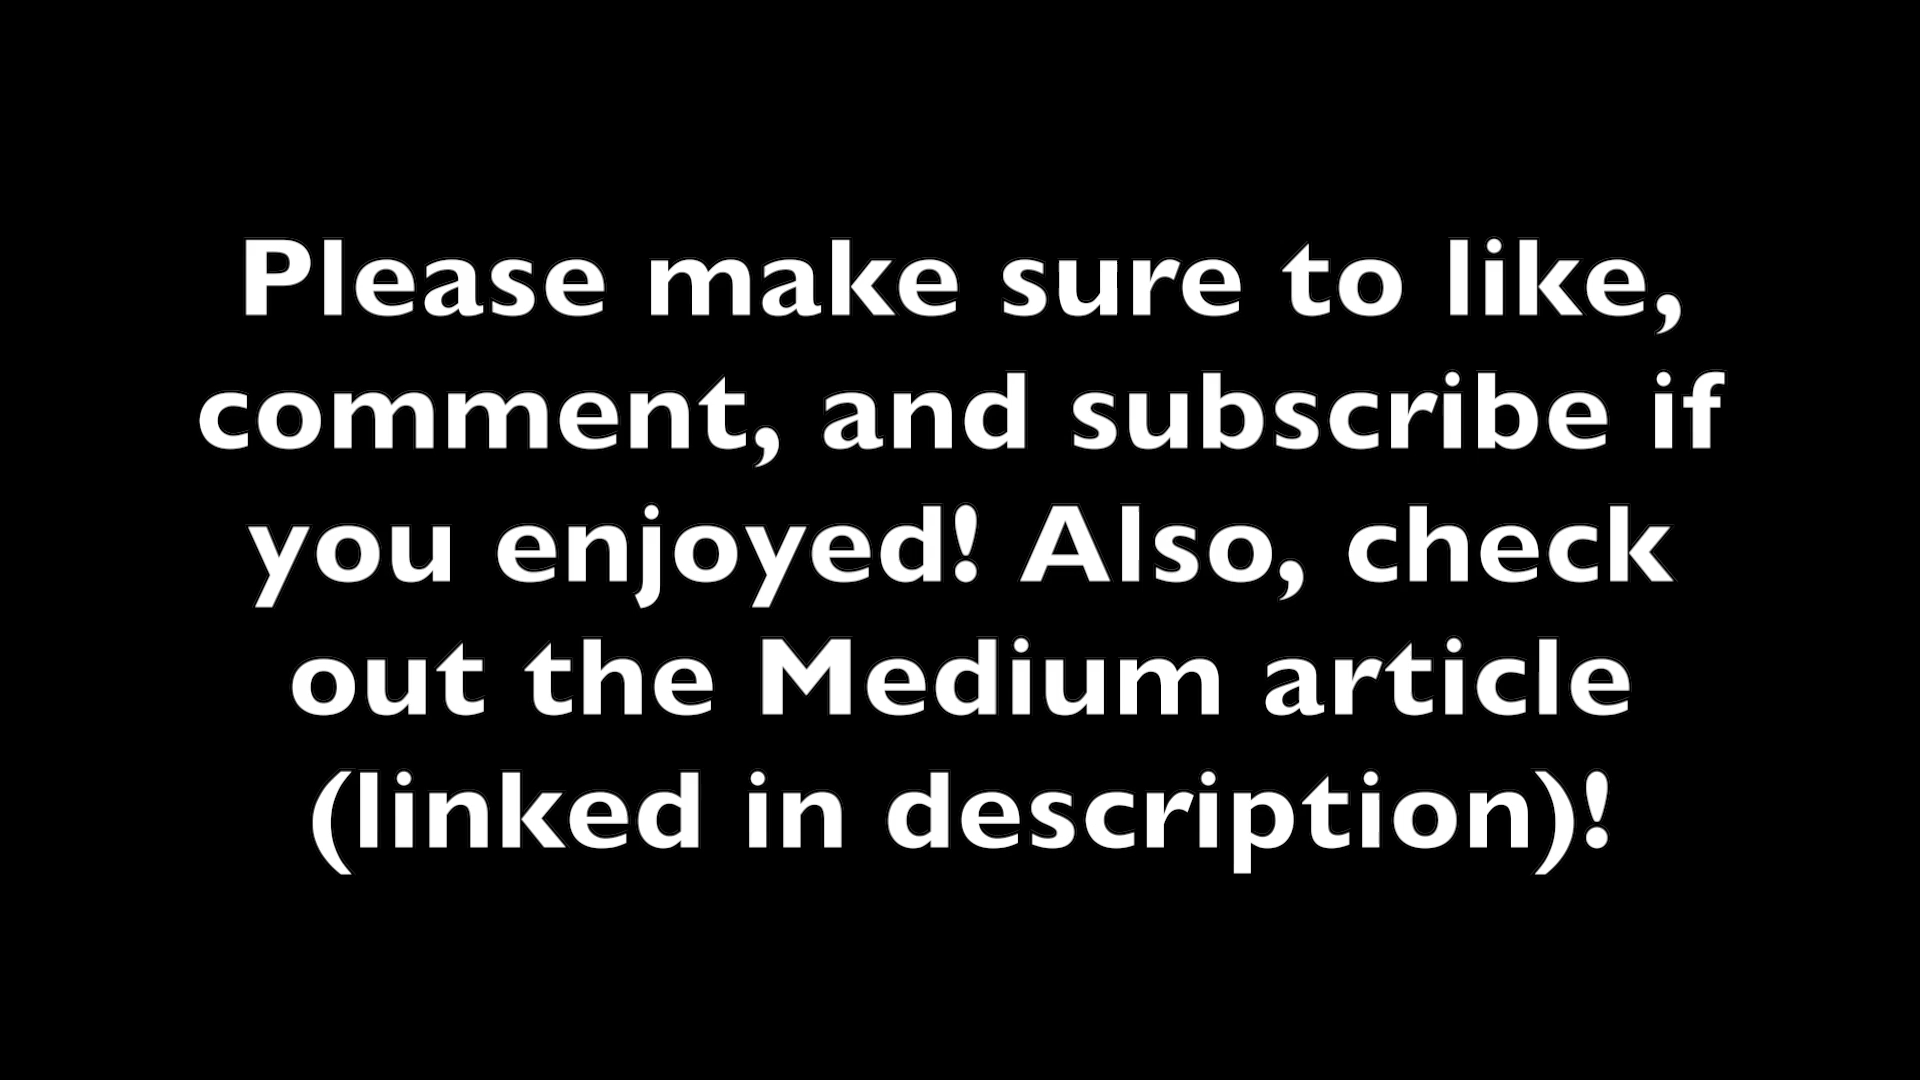 Please make sure to like,
comment, and subscribe if
you enjoyed! Also, check
out the Medium article
(linked in description)!